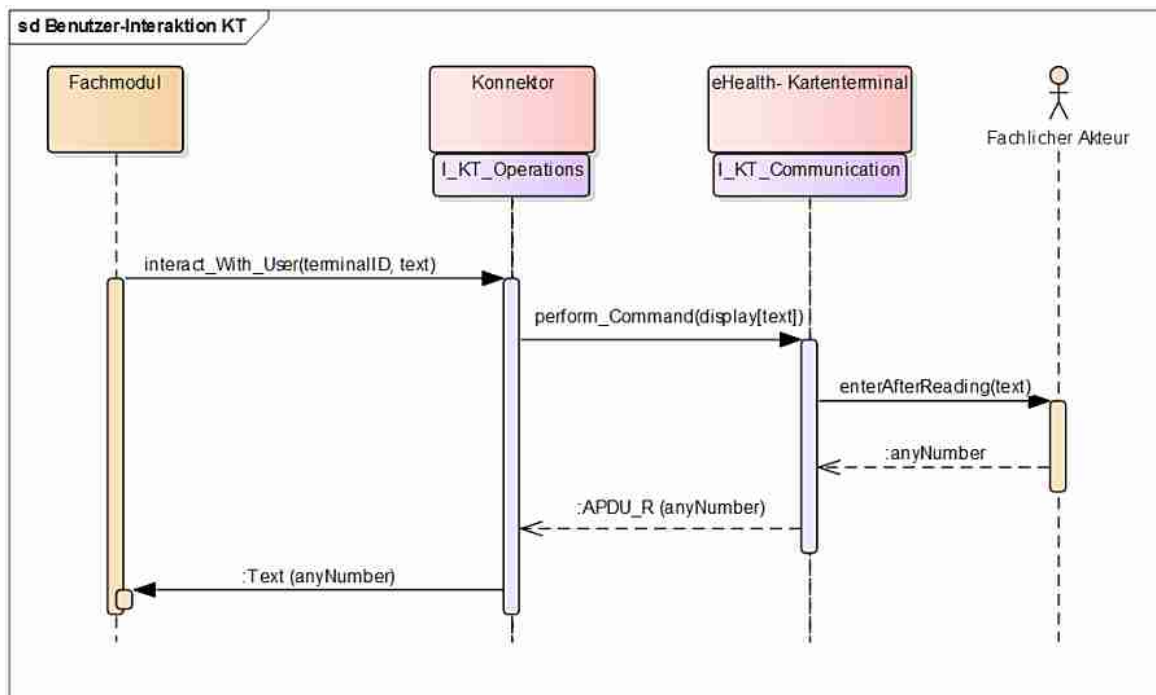 sd Benutzer-Interaktion KT
Fachmodul
Konnektor
eHealth- Kartenterminal
I_KT_Operations
I_KT_Communication
Fachlicher Akteur
interact_With_User(terminalID, text)
perform_Command(display[text])
enterAfterReading(text)
:anyNumber
:APDU_R (anyNumber)
:Text (anyNumber)